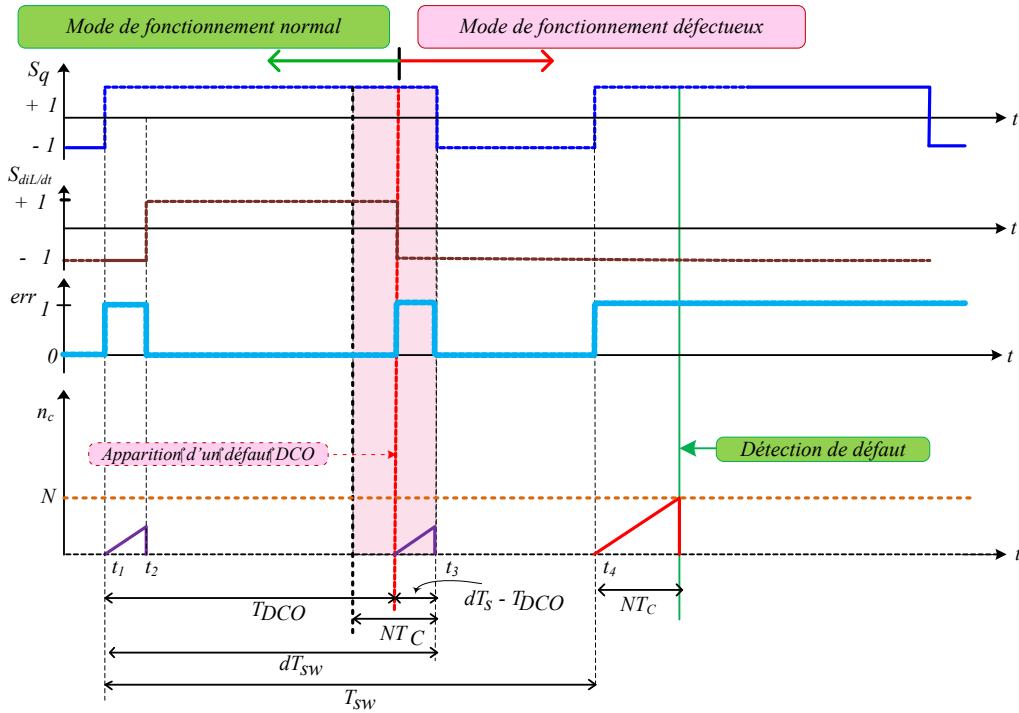 Mode de fonctionnement normal
Mode de fonctionnement défectueux
Sq
+ 1
- 1
t
SdiL/dt
+ 1
- 1
t
err
1
0
t
nc
Apparition d'un défaut DCO
Détection de défaut
N
t1 t2 t3 t4
t
TDCO
dTS - TDCO
NTC
NTC
dTSW
TSW